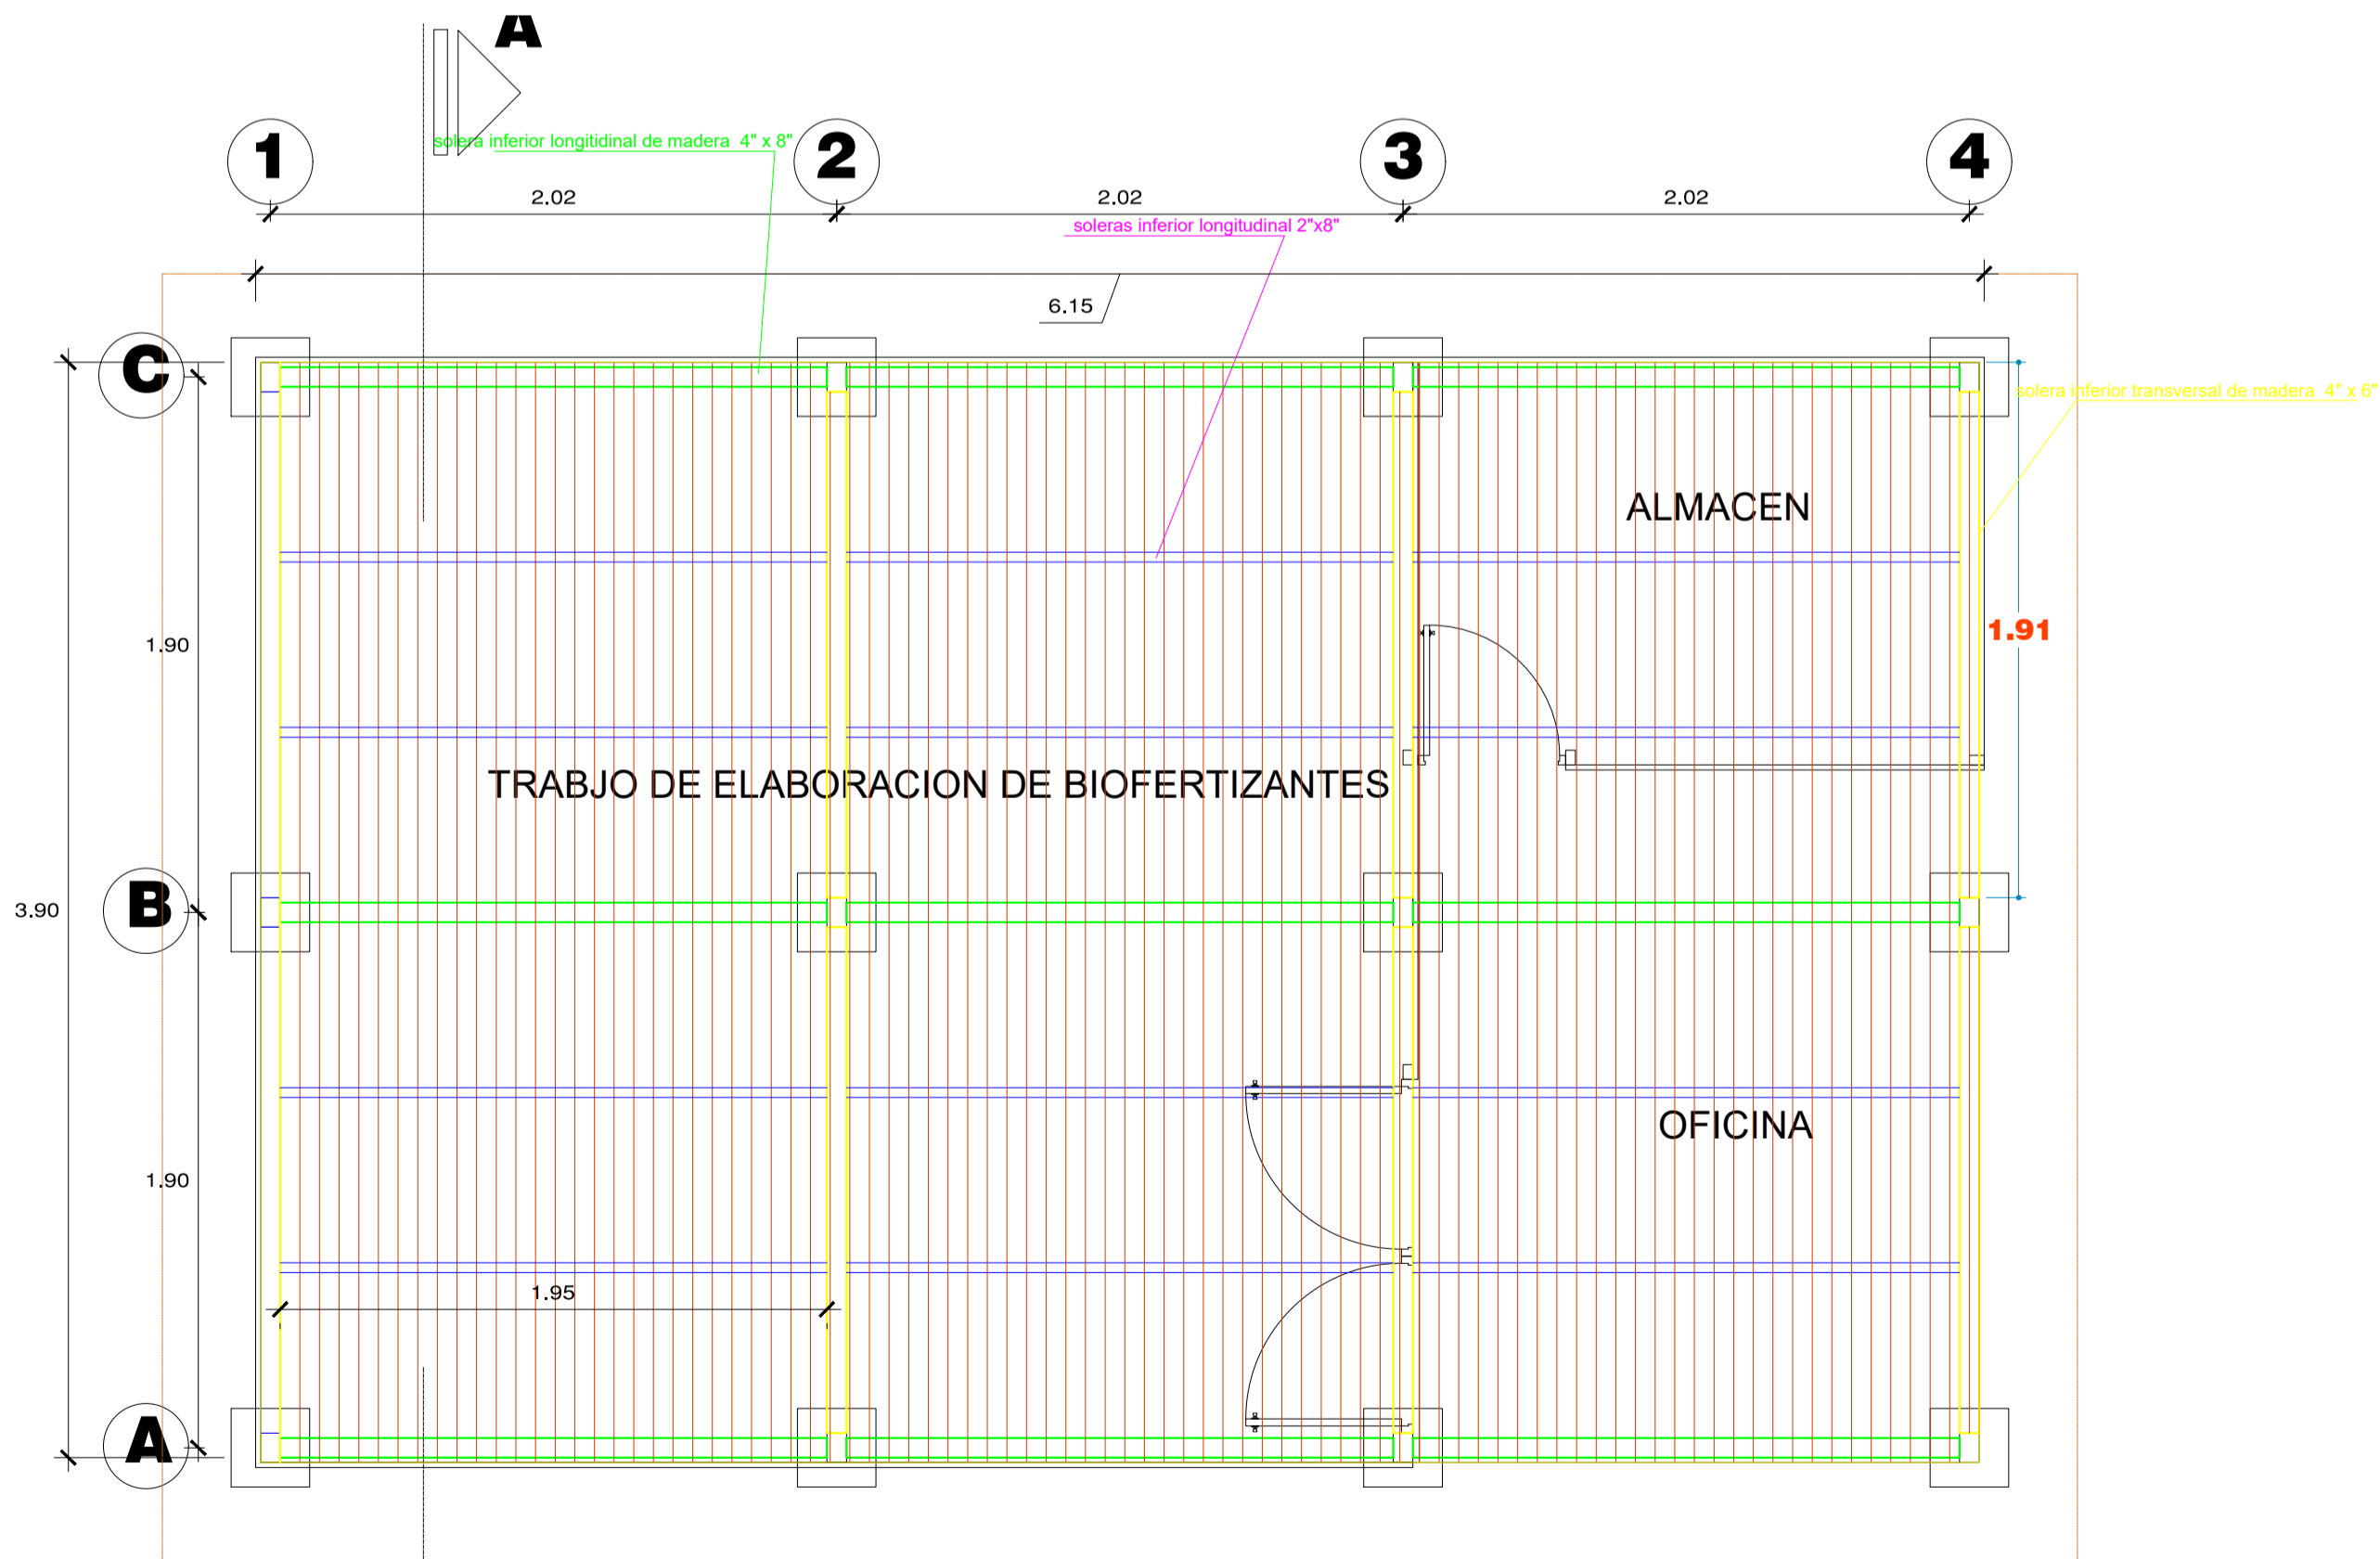 A
solera inferior longitidinal de madera 4" x 8"
1
2
3
4
2.02
2.02
2.02
soleras inferior longitudinal 2"x8"
6.15
C
solera inferior transversal de madera 4" x 6"
ALMACEN
1.90
1.91
TRABJO DE ELABORACION DE BIOFERTIZANTES
B
3.90
OFICINA
1.90
1.95
A